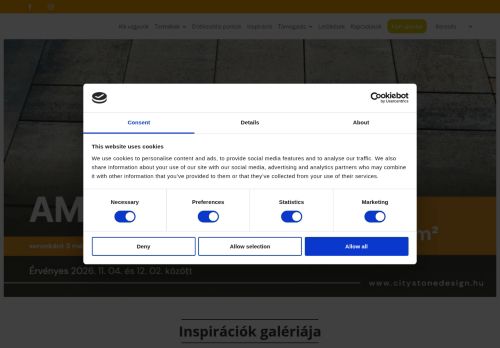 Rólunk
Termékek
Értékesítési pontok
Inspiráció
Támogatás
Letöltések
Kapcsolatok
Cookiebot
by Usercentrics
Consent
Details
About
This website uses cookies
We use cookies to personalise content and ads, to provide social media features and to analyse our traffic. We also
share information about your use of our site with our social media, advertising and analytics partners who may
combine it with other information that you've provided to them or that they've collected from your use of their services.
Necessary
Preferences
Statistics
Marketing
Deny
Allow selection
Allow all
AM
m²
Érvényes 2026. 11. 04. és 12. 02. között
www.citystonedesign.hu
Inspirációk galériája